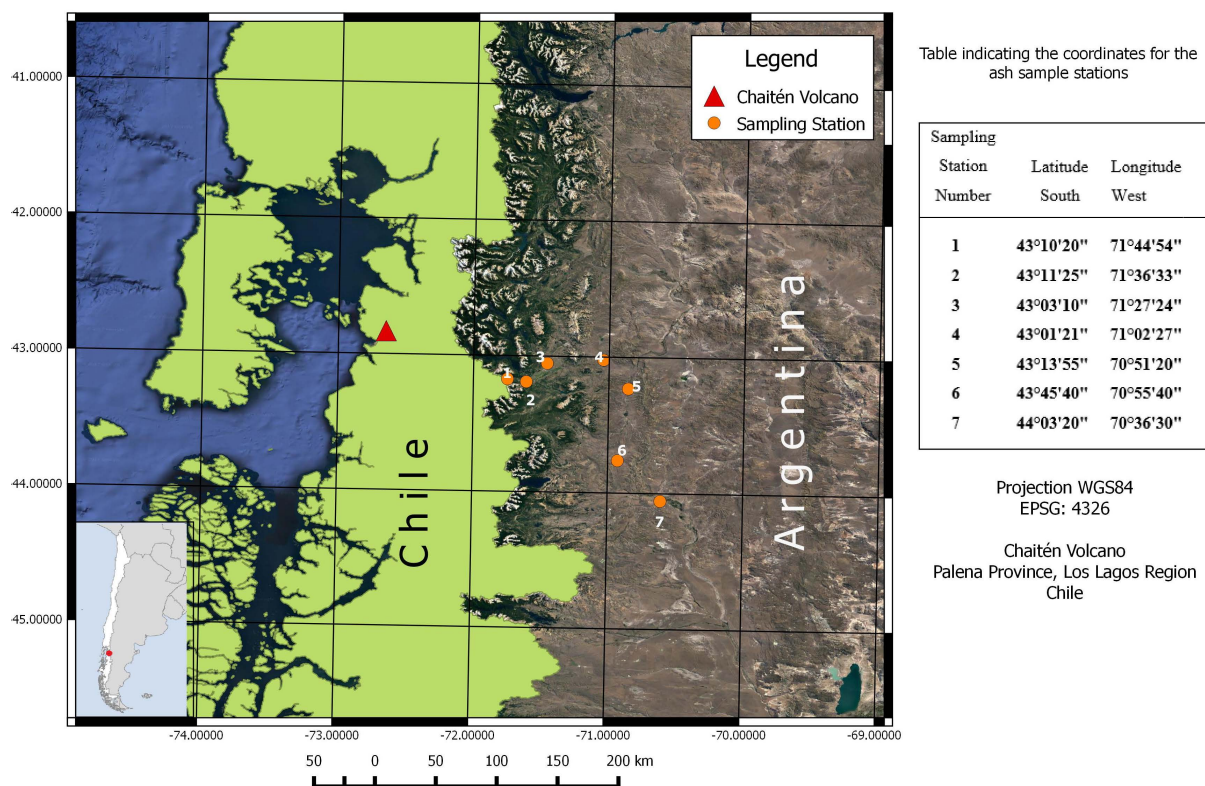 -41.00000
-42.00000
-43.00000
-44.00000
-45.00000
-74.00000
-73.00000
-72.00000
-71.00000
-70.00000
-69.00000
Legend
Chaitén Volcano
Sampling Station
Chile
Argentina
1
2
3
4
5
6
7
50 0 50 100 150 200 km
Table indicating the coordinates for the
ash sample stations
Sampling
Station Latitude Longitude
Number South West
1 43°10'20" 71°44'54"
2 43°11'25" 71°36'33"
3 43°03'10" 71°27'24"
4 43°01'21" 71°02'27"
5 43°13'55" 70°51'20"
6 43°45'40" 70°55'40"
7 44°03'20" 70°36'30"
Projection WGS84
EPSG: 4326
Chaitén Volcano
Palena Province, Los Lagos Region
Chile